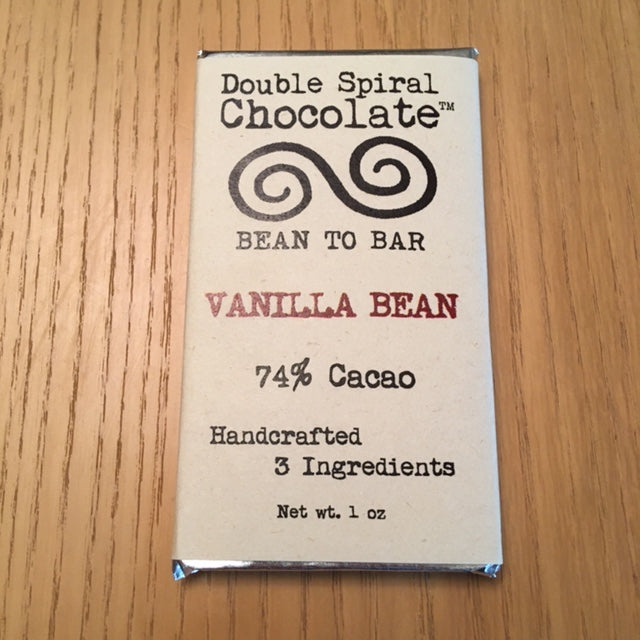 Double Spiral
Chocolate™
BEAN TO BAR
VANILLA BEAN
74% Cacao
Handcrafted
3 Ingredients
Net wt. 1 oz